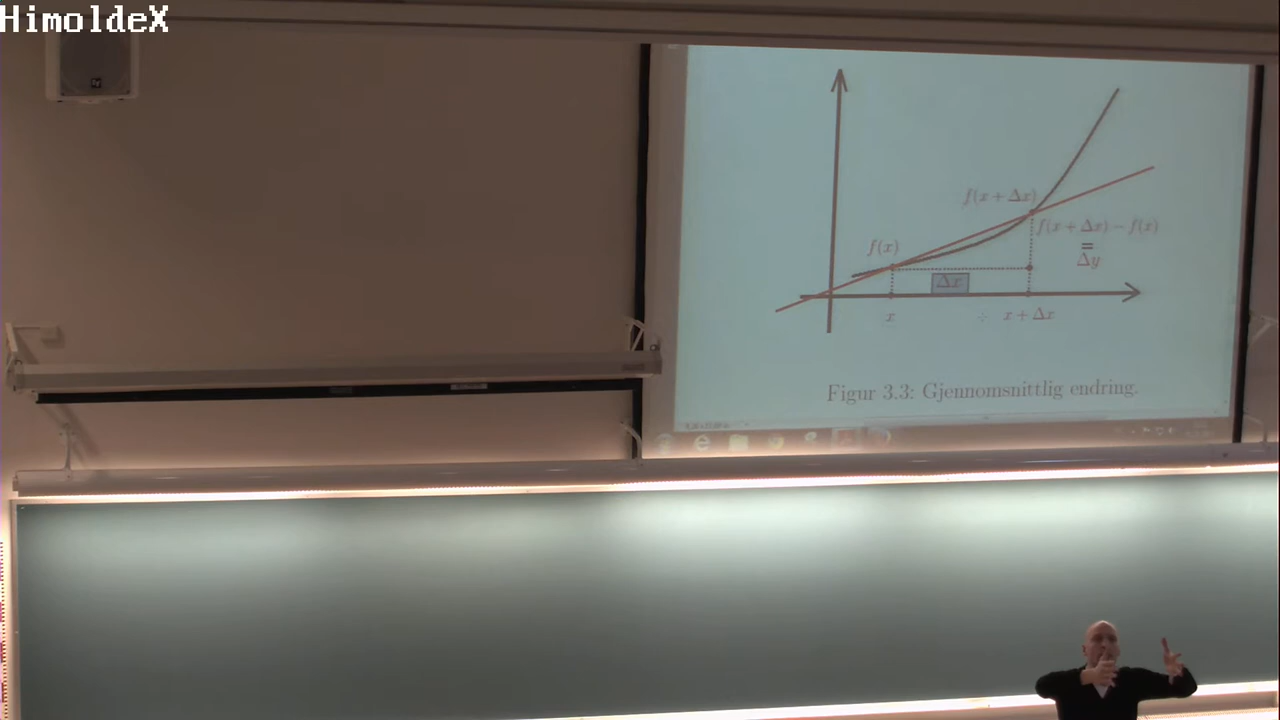 HimoldeX
f(x + Δx)
f(x + Δx) − f(x)
=
Δy
f(x)
Δx
x
x + Δx
Figur 3.3: Gjennomsnittlig endring.